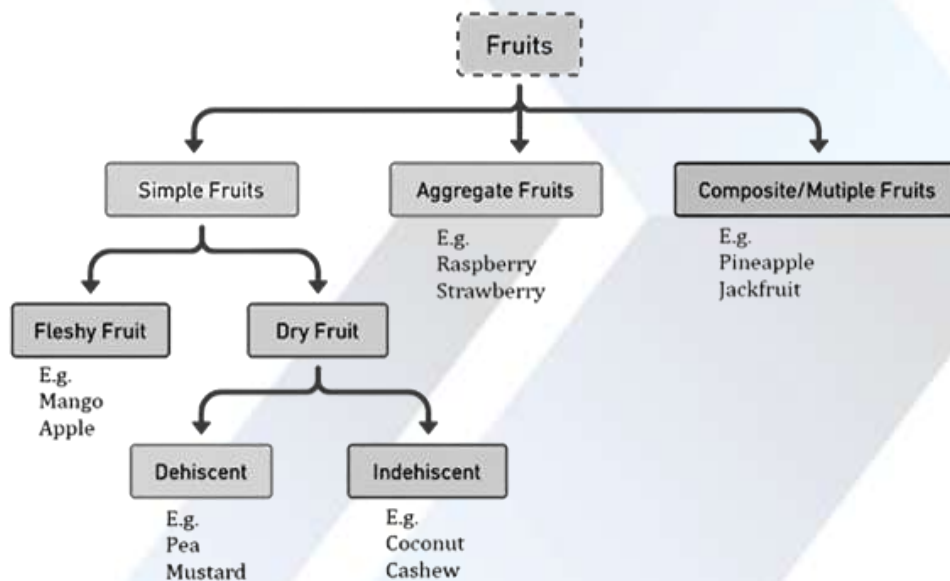 Fruits
Simple Fruits
Aggregate Fruits
E.g.
Raspberry
Strawberry
Composite/Mutiple Fruits
E.g.
Pineapple
Jackfruit
Fleshy Fruit
E.g.
Mango
Apple
Dry Fruit
Dehiscent
E.g.
Pea
Mustard
Indehiscent
E.g.
Coconut
Cashew